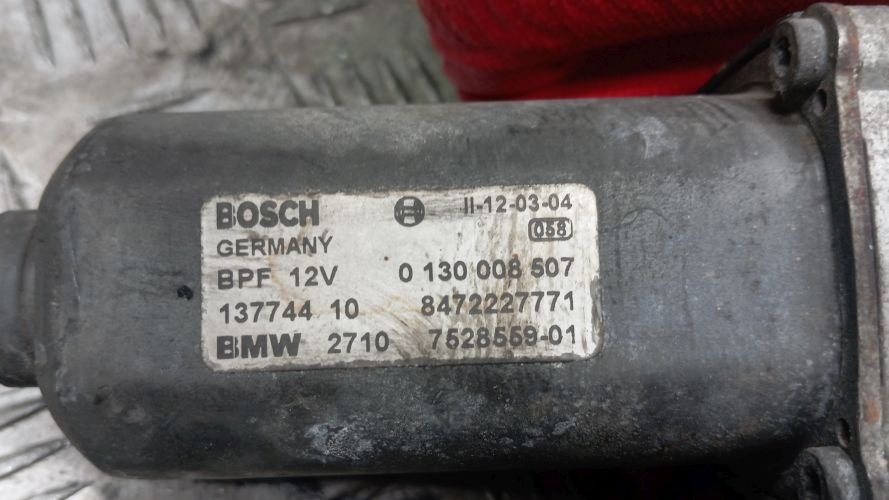 BOSCH II-12-03-04
GERMANY 058
BPF 12V 0 130 008 507
137744 10 8472227771
BMW 2710 7528559-01